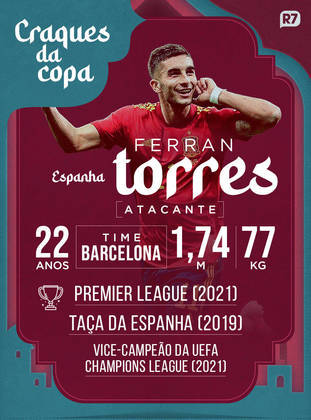 R7
Craques
da
copa
FERRAN
Espanha
torres
ATACANTE
22
ANOS
TIME
BARCELONA
1,74
M
77
KG
PREMIER LEAGUE (2021)
TAÇA DA ESPANHA (2019)
VICE-CAMPEÃO DA UEFA
CHAMPIONS LEAGUE (2021)